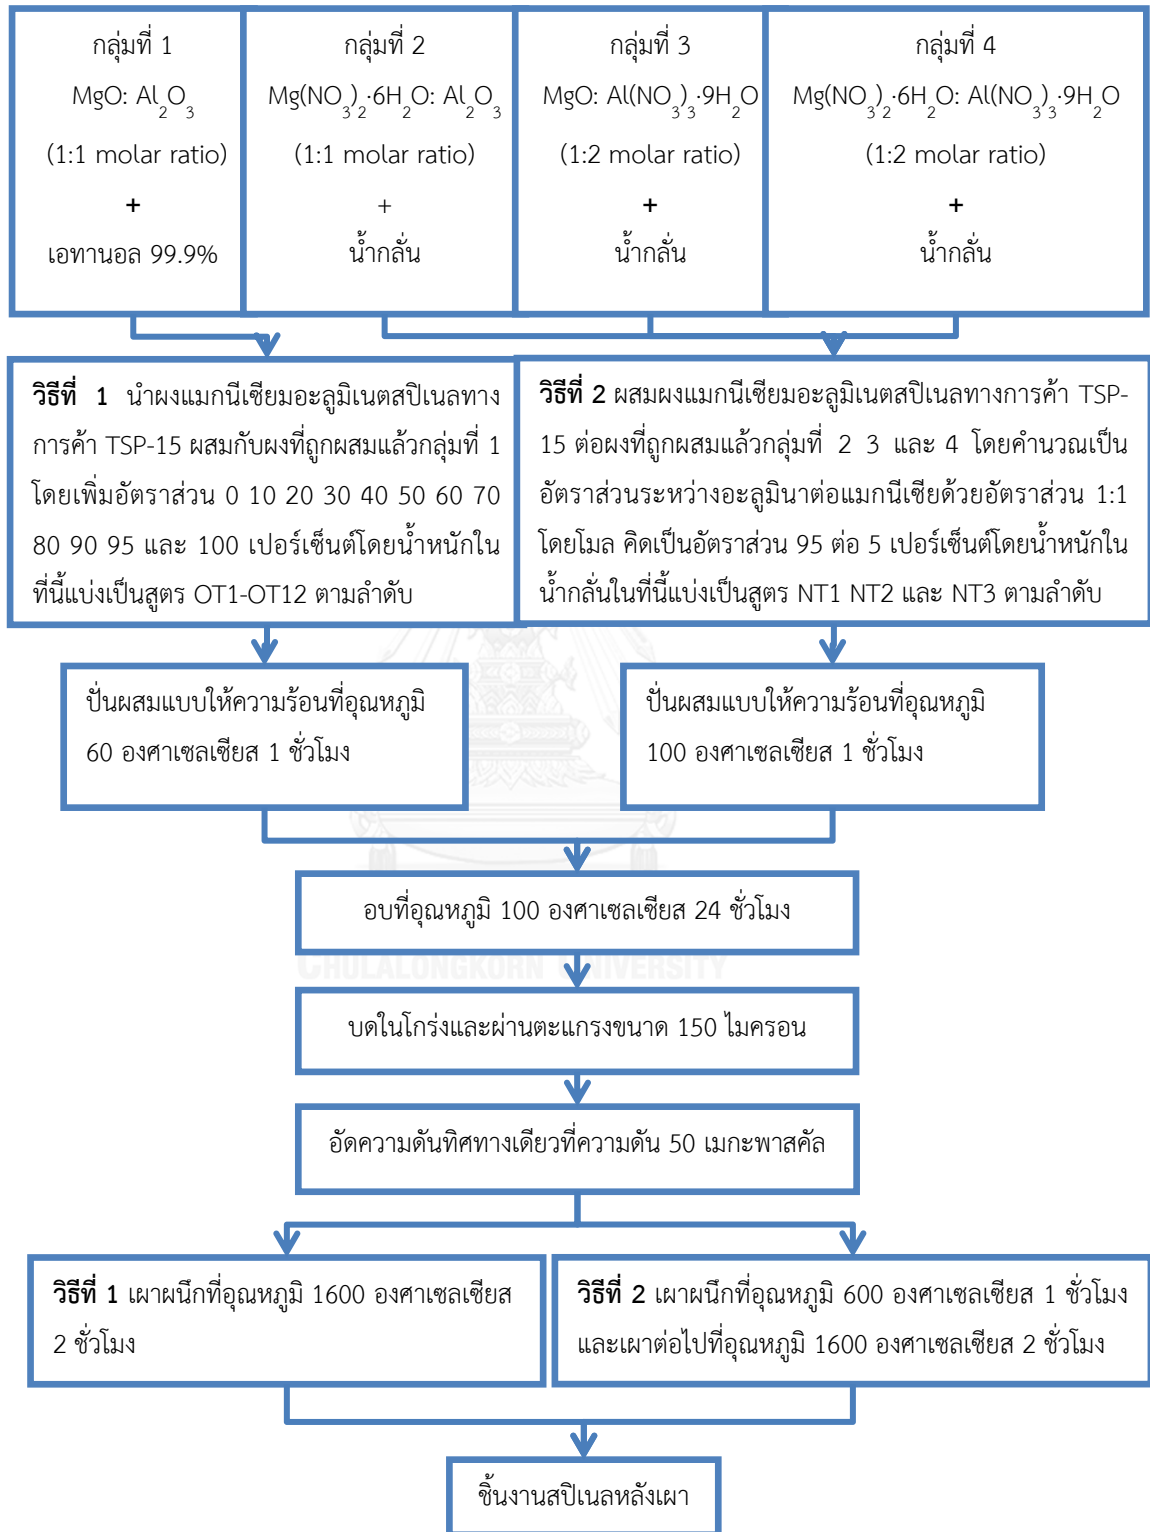 กลุ่มที่ 1
MgO: Al2O3
(1:1 molar ratio)
+
เอทานอล 99.9%
กลุ่มที่ 2
Mg(NO3)2·6H2O: Al2O3
(1:1 molar ratio)
+
น้ำกลั่น
กลุ่มที่ 3
MgO: Al(NO3)3·9H2O
(1:2 molar ratio)
+
น้ำกลั่น
กลุ่มที่ 4
Mg(NO3)2·6H2O: Al(NO3)3·9H2O
(1:2 molar ratio)
+
น้ำกลั่น
วิธีที่ 1 นำผงแมกนีเซียมอะลูมิเนตสปิเนลทาง
การค้า TSP-15 ผสมกับผงที่ถูกผสมแล้วกลุ่มที่ 1
โดยเพิ่มอัตราส่วน 0 10 20 30 40 50 60 70
80 90 95 และ 100 เปอร์เซ็นต์โดยน้ำหนักใน
ที่นี้แบ่งเป็นสูตร OT1-OT12 ตามลำดับ
วิธีที่ 2 ผสมผงแมกนีเซียมอะลูมิเนตสปิเนลทางการค้า TSP-
15 ต่อผงที่ถูกผสมแล้วกลุ่มที่ 2 3 และ 4 โดยคำนวณเป็น
อัตราส่วนระหว่างอะลูมินาต่อแมกนีเซียด้วยอัตราส่วน 1:1
โดยโมล คิดเป็นอัตราส่วน 95 ต่อ 5 เปอร์เซ็นต์โดยน้ำหนักใน
น้ำกลั่นในที่นี้แบ่งเป็นสูตร NT1 NT2 และ NT3 ตามลำดับ
ปั่นผสมแบบให้ความร้อนที่อุณหภูมิ
60 องศาเซลเซียส 1 ชั่วโมง
ปั่นผสมแบบให้ความร้อนที่อุณหภูมิ
100 องศาเซลเซียส 1 ชั่วโมง
อบที่อุณหภูมิ 100 องศาเซลเซียส 24 ชั่วโมง
CHULALONGKORN UNIVERSITY
บดในโกร่งและผ่านตะแกรงขนาด 150 ไมครอน
อัดความดันทิศทางเดียวที่ความดัน 50 เมกะพาสคัล
วิธีที่ 1 เผาผนึกที่อุณหภูมิ 1600 องศาเซลเซียส
2 ชั่วโมง
วิธีที่ 2 เผาผนึกที่อุณหภูมิ 600 องศาเซลเซียส 1 ชั่วโมง
และเผาต่อไปที่อุณหภูมิ 1600 องศาเซลเซียส 2 ชั่วโมง
ชิ้นงานสปิเนลหลังเผา